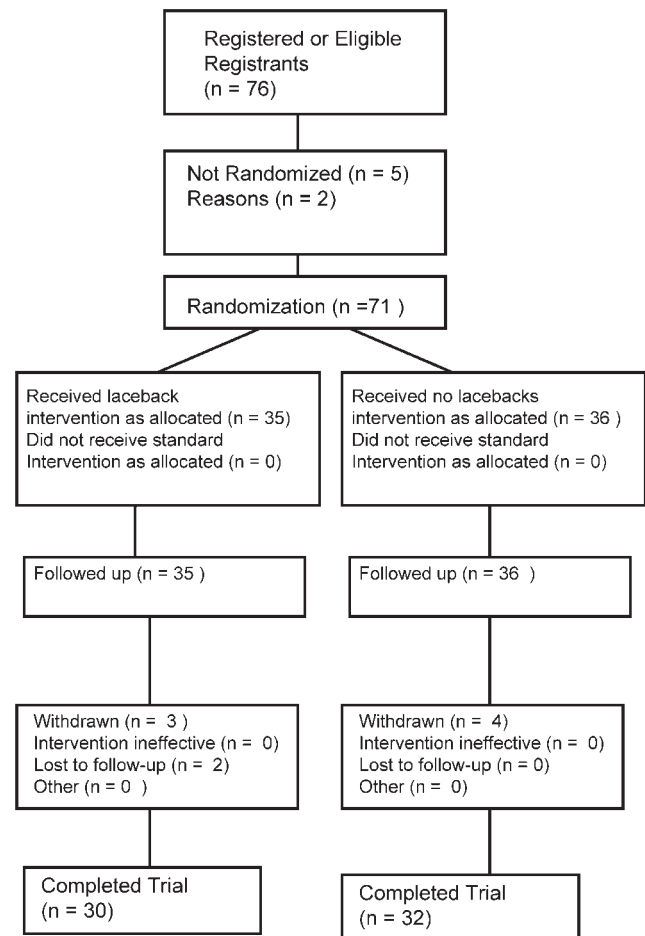 Registered or Eligible
Registrants
(n = 76)
Not Randomized (n = 5)
Reasons (n = 2)
Randomization (n =71 )
Received laceback
intervention as allocated (n = 35)
Did not receive standard
Intervention as allocated (n = 0)
Received no lacebacks
intervention as allocated (n = 36 )
Did not receive standard
Intervention as allocated (n = 0)
Followed up (n = 35 )
Followed up (n = 36 )
Withdrawn (n = 3 )
Intervention ineffective (n = 0)
Lost to follow-up (n = 2)
Other (n = 0 )
Withdrawn (n = 4)
Intervention ineffective (n = 0)
Lost to follow-up (n = 0)
Other (n = 0)
Completed Trial
(n = 30)
Completed Trial
(n = 32)